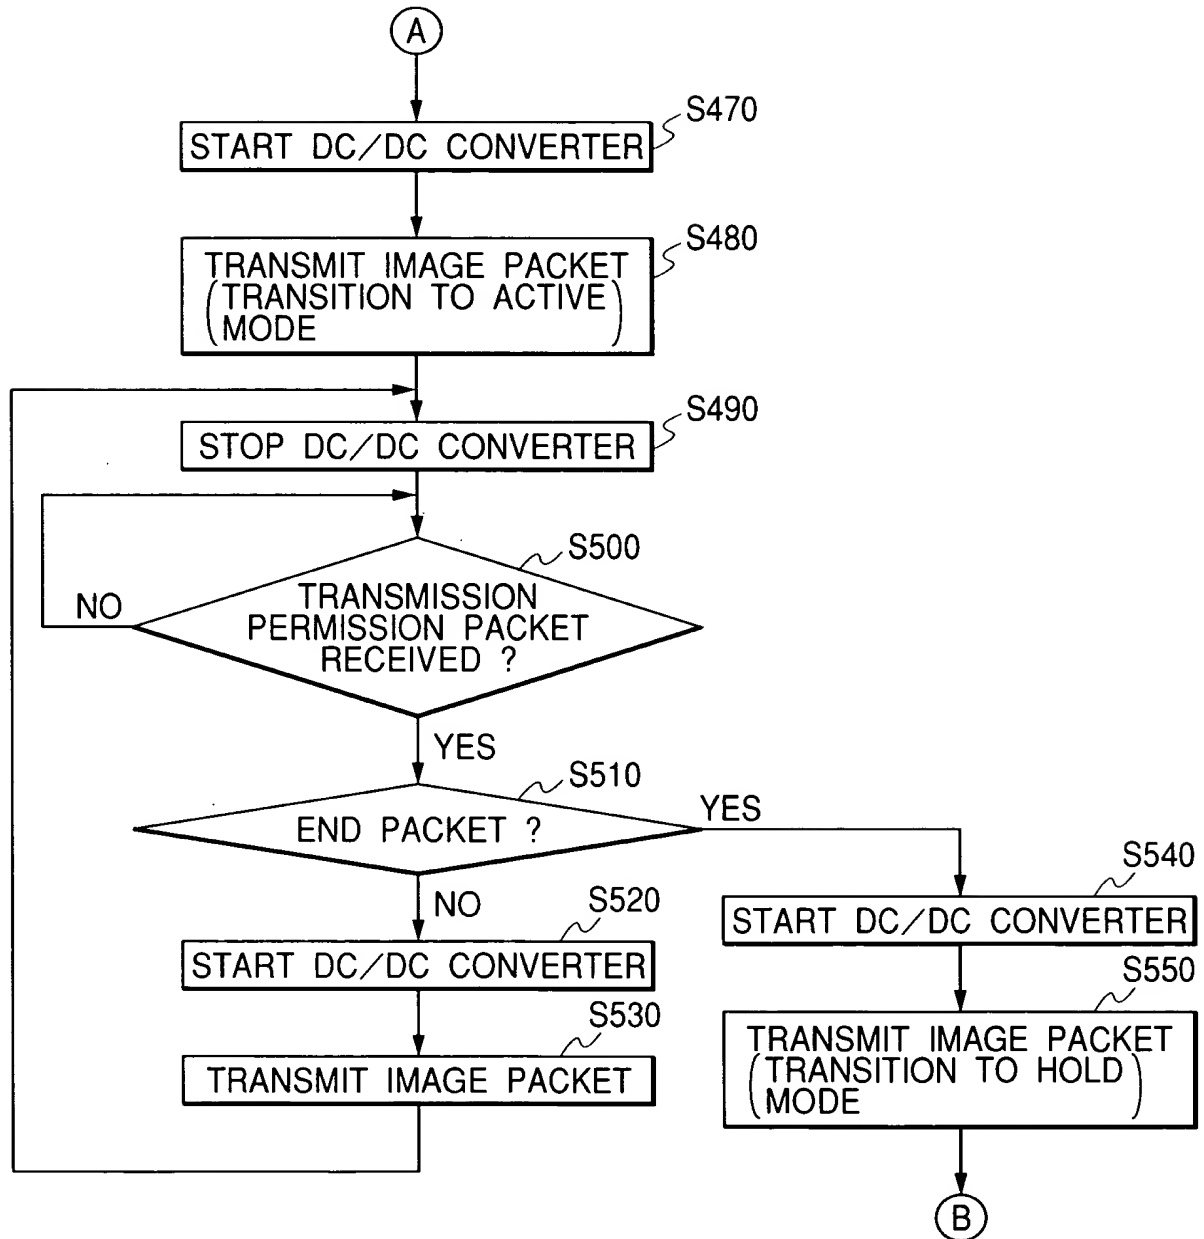 A
S470
START DC/DC CONVERTER
S480
TRANSMIT IMAGE PACKET
(TRANSITION TO ACTIVE
MODE)
S490
STOP DC/DC CONVERTER
S500
TRANSMISSION
PERMISSION PACKET
RECEIVED ?
NO
YES
S510
END PACKET ?
YES
NO
S520
START DC/DC CONVERTER
S530
TRANSMIT IMAGE PACKET
S540
START DC/DC CONVERTER
S550
TRANSMIT IMAGE PACKET
(TRANSITION TO HOLD
MODE)
B